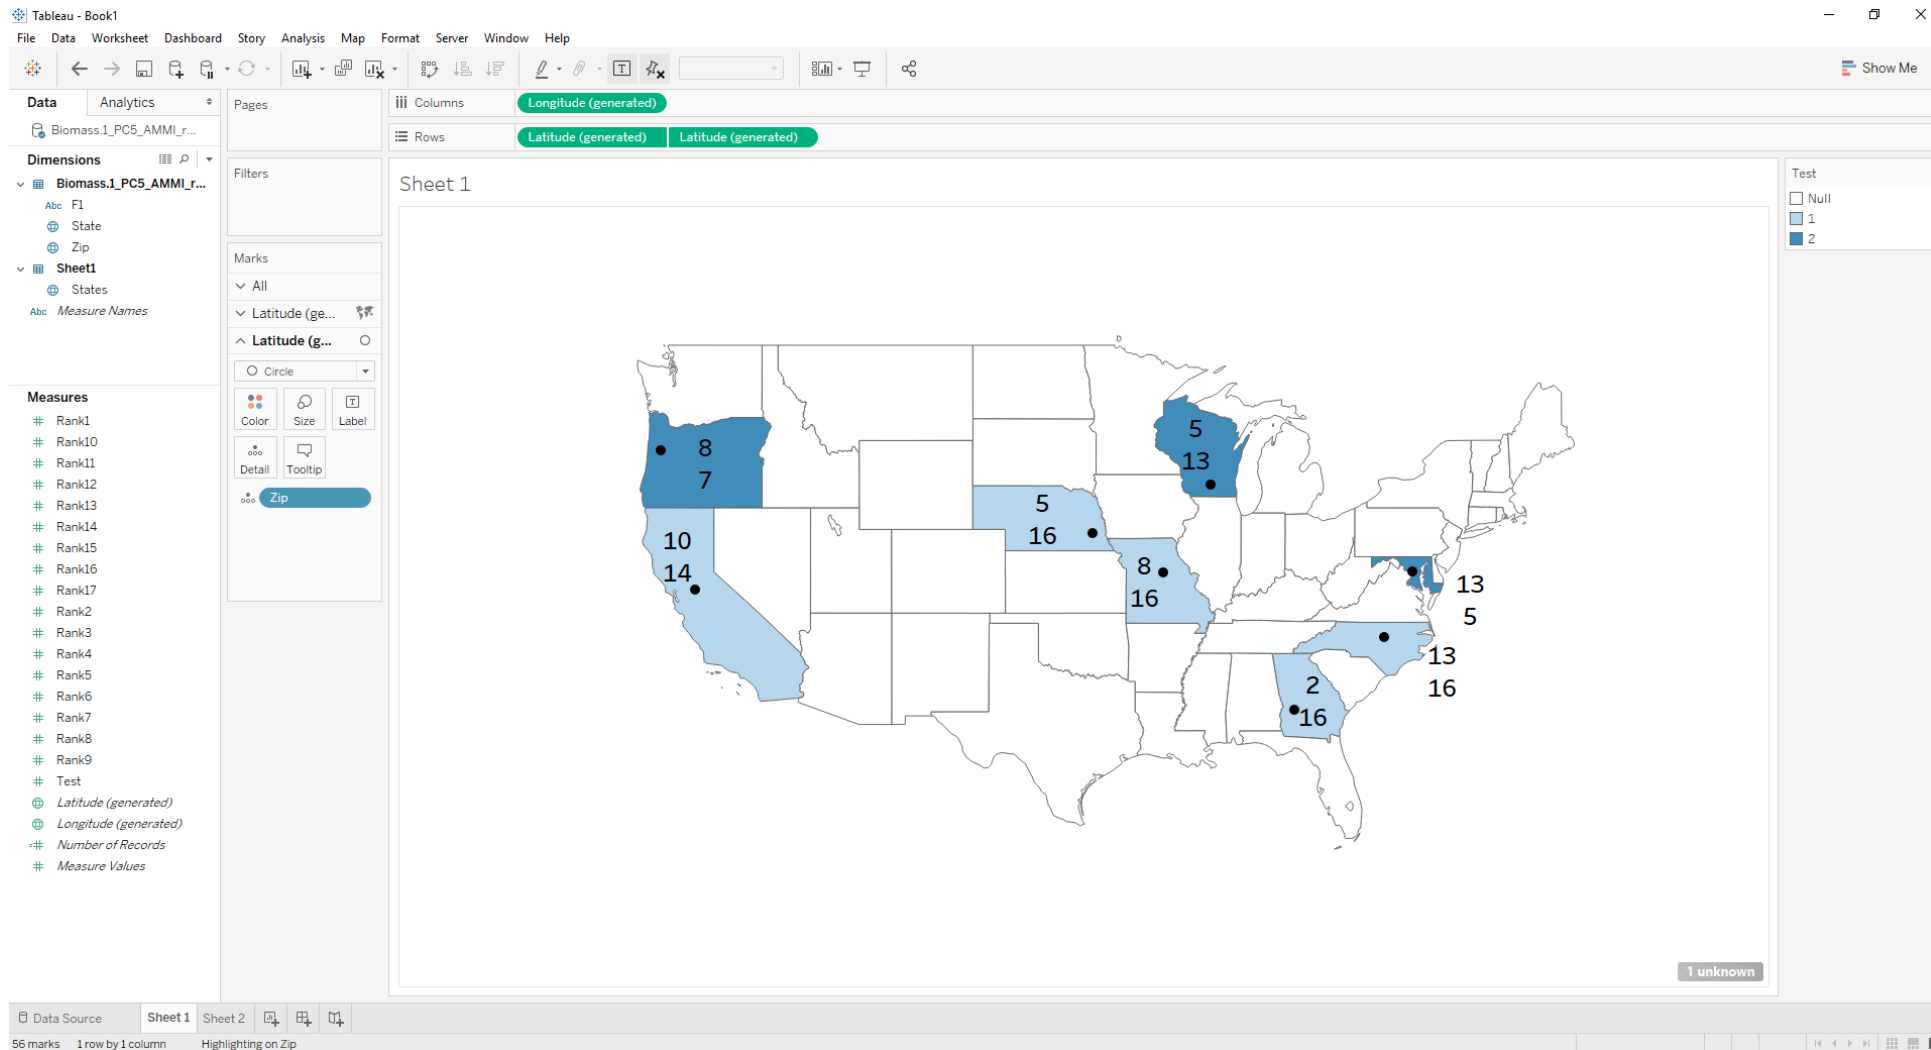 Tableau - Book1
File Data Worksheet Dashboard Story Analysis Map Format Server Window Help
Show Me
Data Analytics
Biomass.1_PC5_AMMI_r...
Dimensions
Biomass.1_PC5_AMMI_r...
Abc F1
State
Zip
Sheet1
States
Abc Measure Names
Measures
Rank1
Rank10
Rank11
Rank12
Rank13
Rank14
Rank15
Rank16
Rank17
Rank2
Rank3
Rank4
Rank5
Rank6
Rank7
Rank8
Rank9
Test
Latitude (generated)
Longitude (generated)
Number of Records
Measure Values
Pages
Filters
Marks
All
Latitude (ge...
Latitude (g...
Circle
Color Size Label
Detail Tooltip
Zip
Columns Longitude (generated)
Rows Latitude (generated) Latitude (generated)
Sheet 1
8
7
10
14
5
16
5
13
8
16
13
5
13
16
2
16
1 unknown
Test
Null
1
2
Data Source Sheet 1 Sheet 2
56 marks 1 row by 1 column Highlighting on Zip